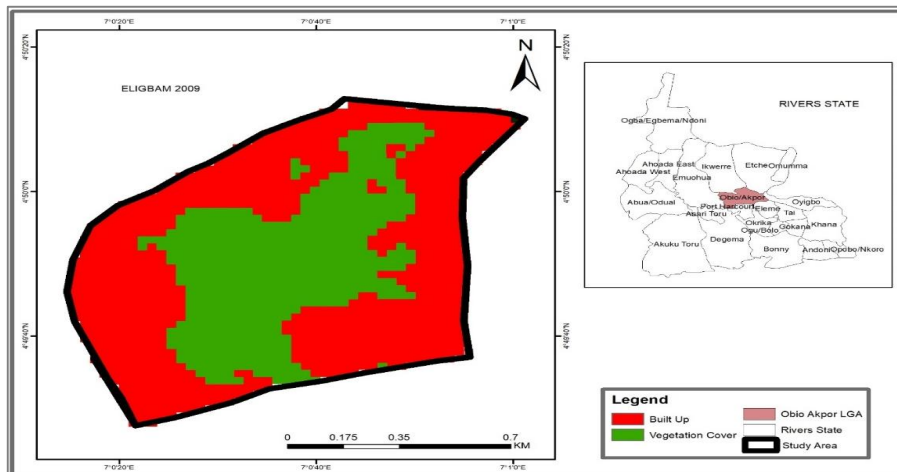 7°0'20"E 7°0'40"E 7°1'0"E
4°50'20"N 4°50'20"N
N
ELIGBAM 2009
RIVERS STATE
Ogba/Egbema/Ndoni
Ahoada East Ikwerre Etche Omumma
Ahoada West Emuohua
4°50'0"N 4°50'0"N
Obio/Akpor
Abua/Odual Port Harcourt Eleme Oyigbo
Asari Toru Tai
Okrika Gokana Khana
Ogu/Bolo
Akuku Toru Degema Bonny Andoni Opobo/Nkoro
4°49'40"N 4°49'40"N
Legend
Built Up Obio Akpor LGA
Vegetation Cover Rivers State
Study Area
0 0.175 0.35 0.7
KM
7°0'20"E 7°0'40"E 7°1'0"E